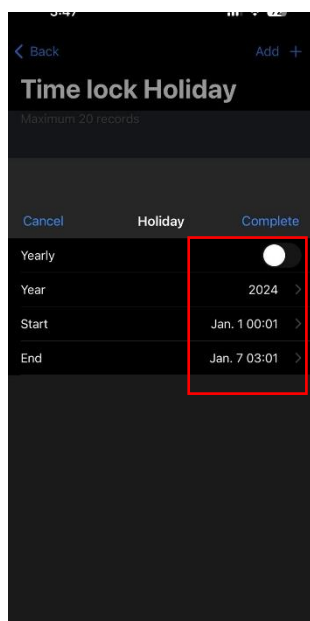 Back Add +
Time lock Holiday
Maximum 20 records
Cancel Holiday Complete
Yearly
Year 2024
Start Jan. 1 00:01
End Jan. 7 03:01